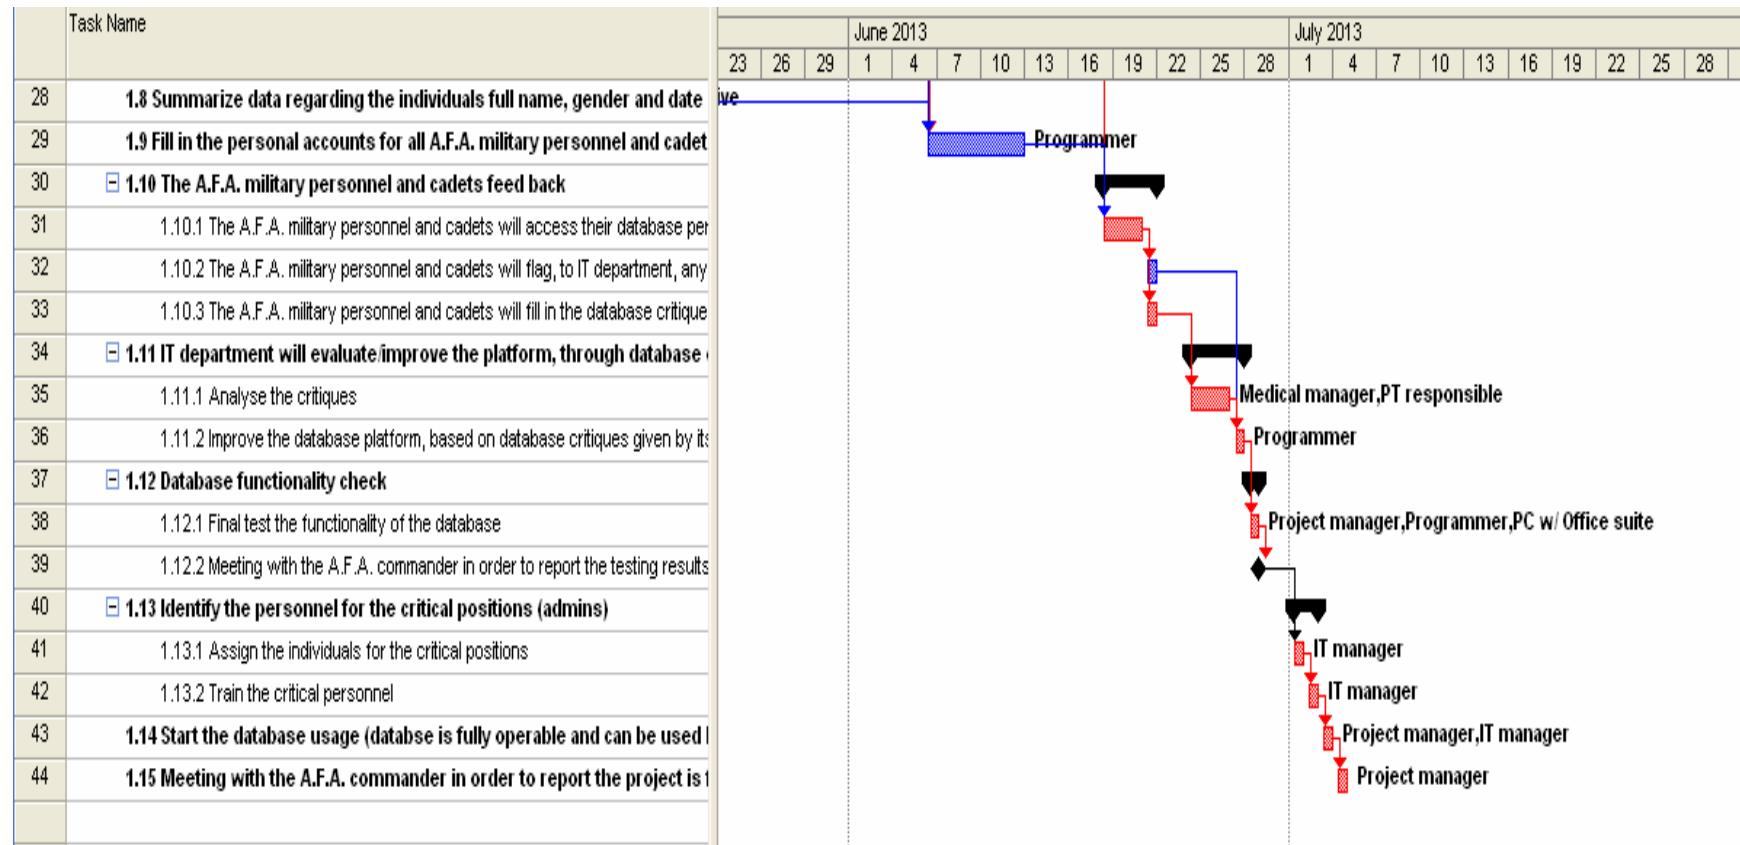 Task Name
June 2013
July 2013
23 26 29 1 4 7 10 13 16 19 22 25 28 1 4 7 10 13 16 19 22 25 28
28 1.8 Summarize data regarding the individuals full name, gender and date ive
29 1.9 Fill in the personal accounts for all A.F.A. military personnel and cadet Programmer
30 1.10 The A.F.A. military personnel and cadets feed back
31 1.10.1 The A.F.A. military personnel and cadets will access their database per
32 1.10.2 The A.F.A. military personnel and cadets will flag, to IT department, any
33 1.10.3 The A.F.A. military personnel and cadets will fill in the database critique
34 1.11 IT department will evaluate/improve the platform, through database
35 1.11.1 Analyse the critiques Medical manager,PT responsible
36 1.11.2 Improve the database platform, based on database critiques given by its Programmer
37 1.12 Database functionality check
38 1.12.1 Final test the functionality of the database Project manager,Programmer,PC w/ Office suite
39 1.12.2 Meeting with the A.F.A. commander in order to report the testing results
40 1.13 Identify the personnel for the critical positions (admins)
41 1.13.1 Assign the individuals for the critical positions IT manager
42 1.13.2 Train the critical personnel IT manager
43 1.14 Start the database usage (databse is fully operable and can be used Project manager,IT manager
44 1.15 Meeting with the A.F.A. commander in order to report the project is Project manager